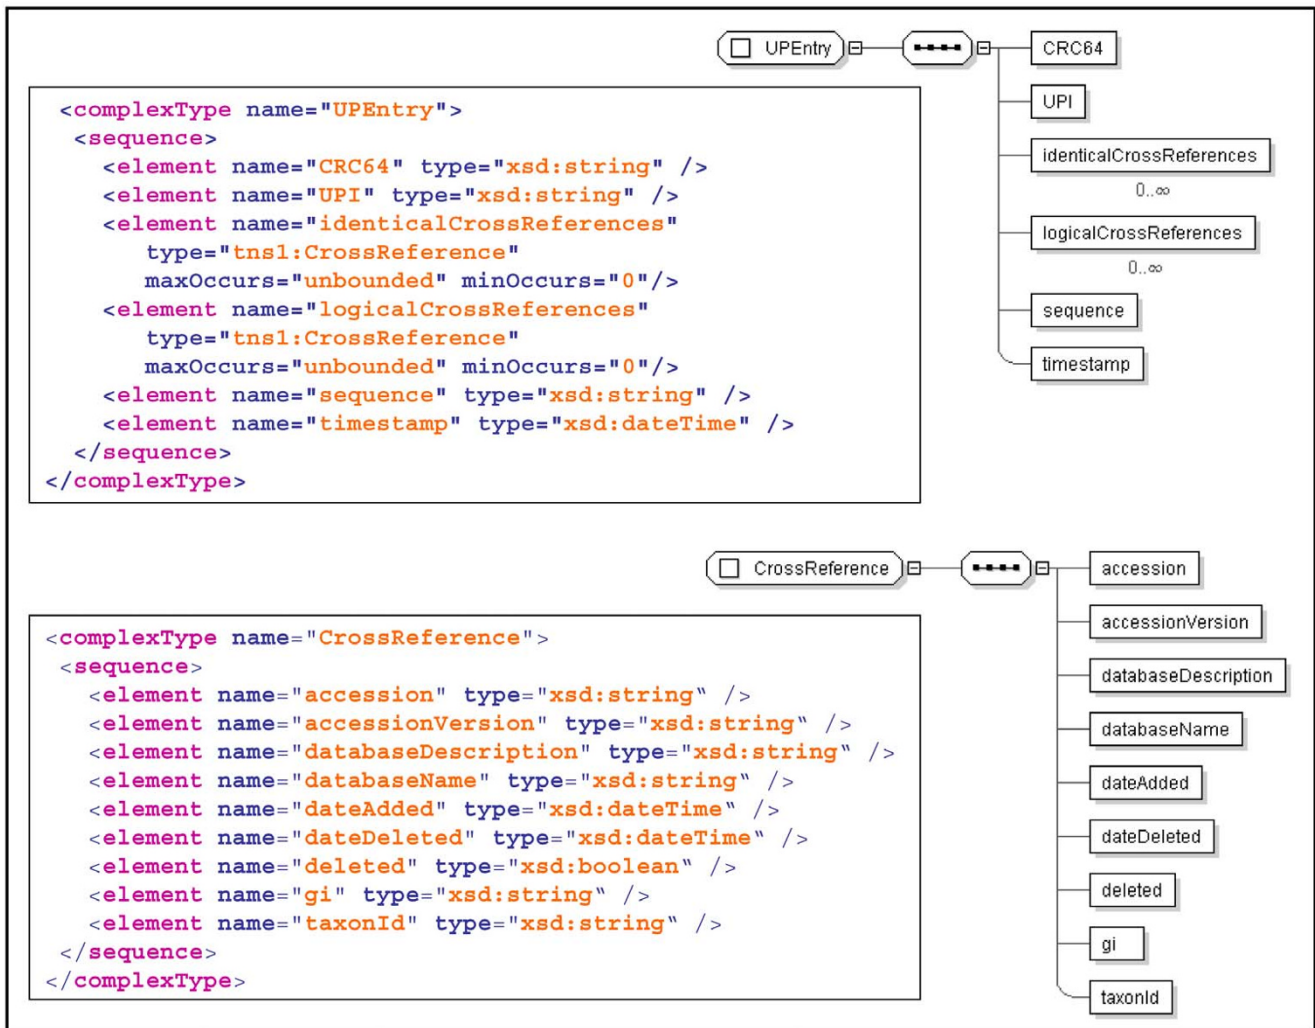 UPEntry
CRC64
UPI
identicalCrossReferences
0..∞
logicalCrossReferences
0..∞
sequence
timestamp
<complexType name="UPEntry">
<sequence>
<element name="CRC64" type="xsd:string" />
<element name="UPI" type="xsd:string" />
<element name="identicalCrossReferences"
type="tns1:CrossReference"
maxOccurs="unbounded" minOccurs="0"/>
<element name="logicalCrossReferences"
type="tns1:CrossReference"
maxOccurs="unbounded" minOccurs="0"/>
<element name="sequence" type="xsd:string" />
<element name="timestamp" type="xsd:dateTime" />
</sequence>
</complexType>
CrossReference
accession
accessionVersion
databaseDescription
databaseName
dateAdded
dateDeleted
deleted
gi
taxonId
<complexType name="CrossReference">
<sequence>
<element name="accession" type="xsd:string“ />
<element name="accessionVersion" type="xsd:string“ />
<element name="databaseDescription" type="xsd:string“ />
<element name="databaseName" type="xsd:string“ />
<element name="dateAdded" type="xsd:dateTime“ />
<element name="dateDeleted" type="xsd:dateTime“ />
<element name="deleted" type="xsd:boolean“ />
<element name="gi" type="xsd:string“ />
<element name="taxonId" type="xsd:string“ />
</sequence>
</complexType>